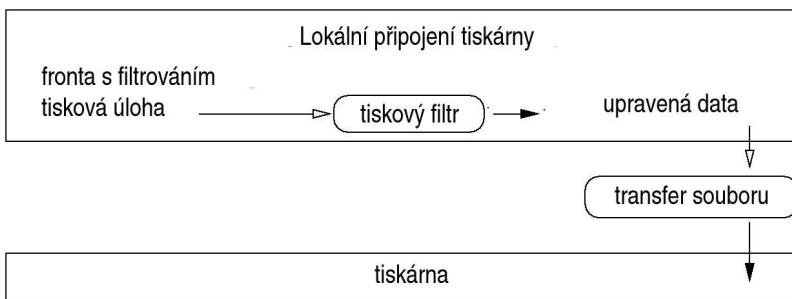 Lokální připojení tiskárny
fronta s filtrováním
tisková úloha
tiskový filtr
upravená data
transfer souboru
tiskárna